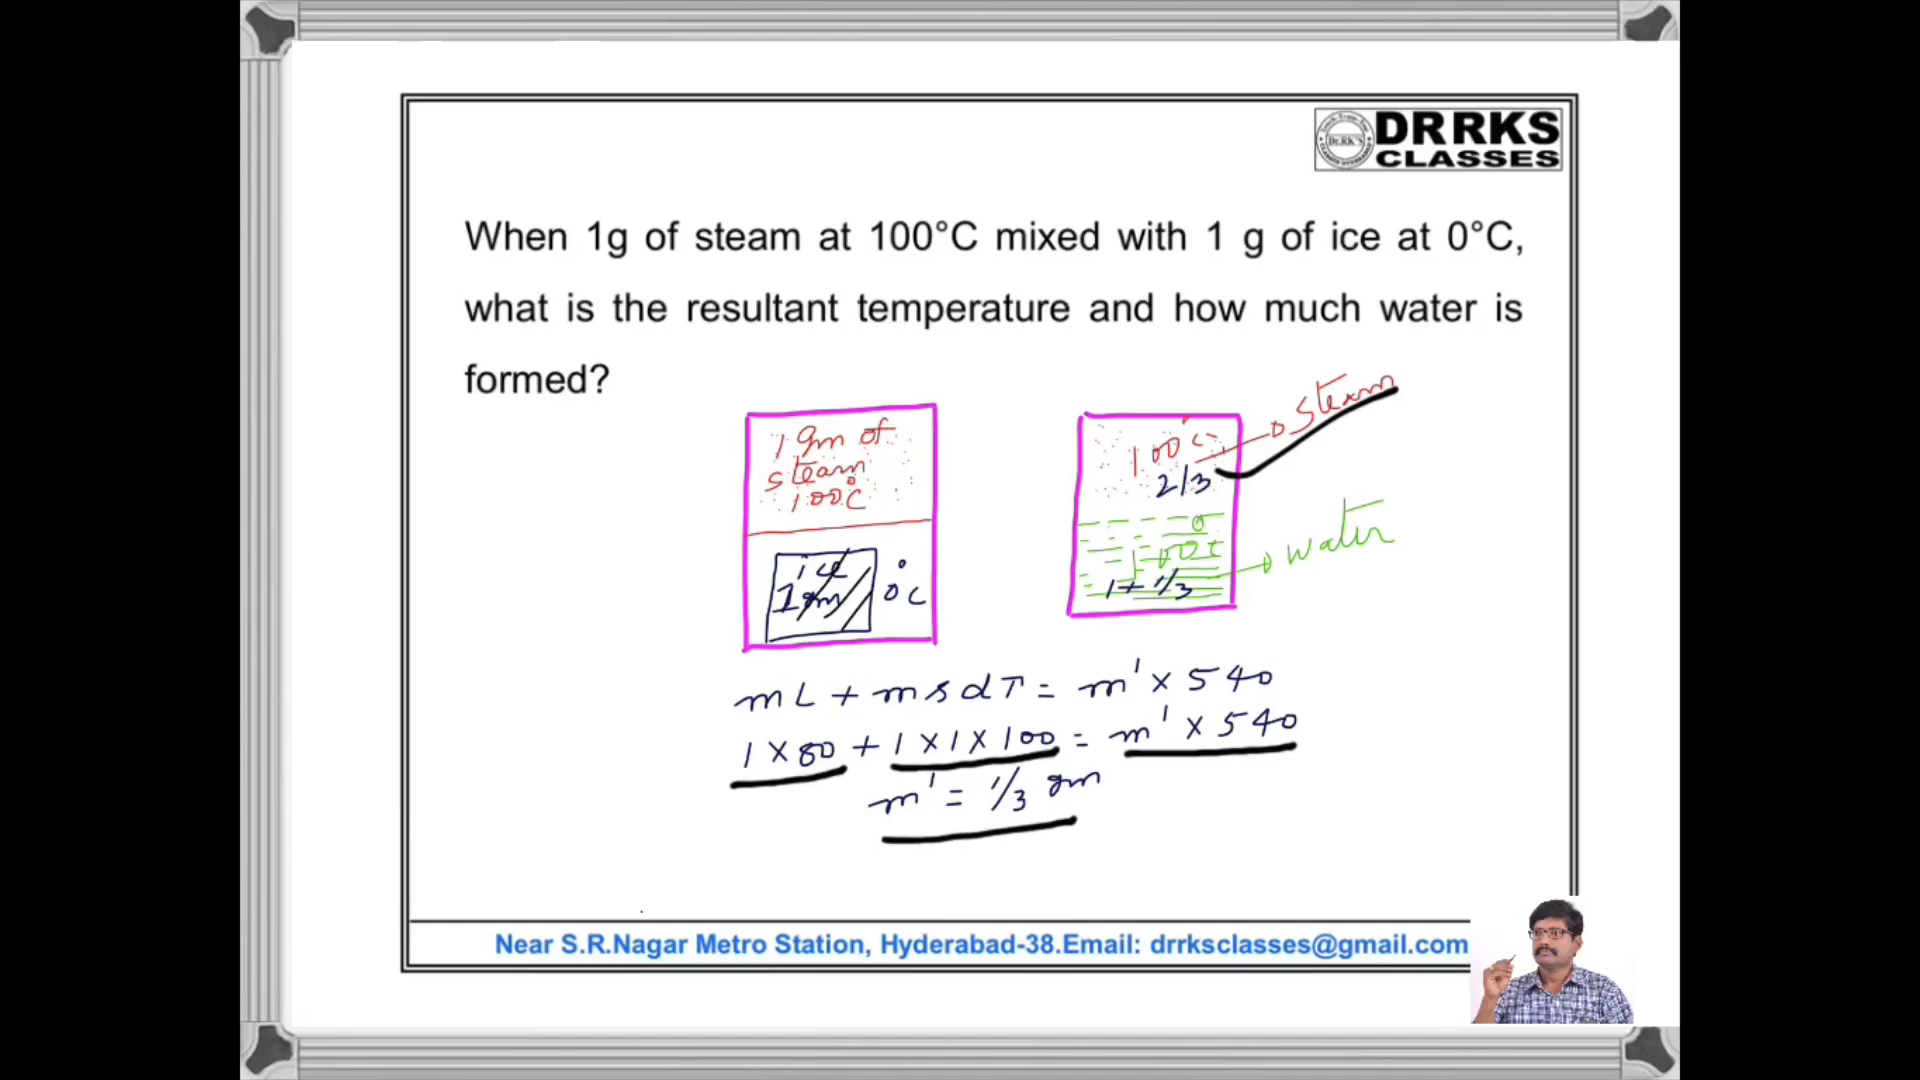 DRRKS
CLASSES
Dr.RK'S
When 1g of steam at 100°C mixed with 1 g of ice at 0°C,
what is the resultant temperature and how much water is
formed?
1 gm of
steam
100°C
ice
1 gm
0°C
100°C
steam
2/3
water
1 + 1/3
mL + msdT = m' × 540
1 × 80 + 1 × 1 × 100 = m' × 540
m' = 1/3 gm
Near S.R.Nagar Metro Station, Hyderabad-38.Email: drrksclasses@gmail.com